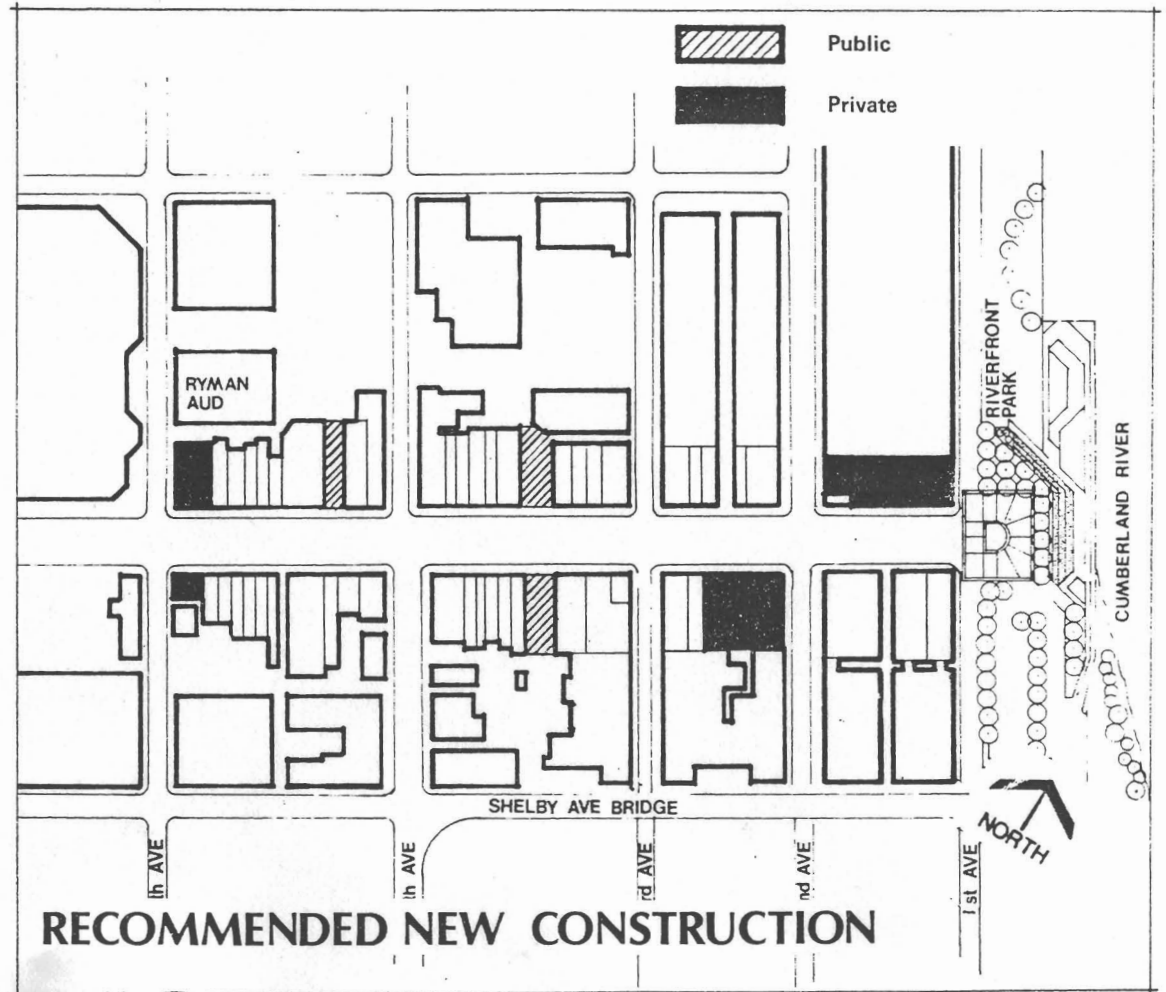 Public
Private
RYMAN
AUD
RIVERFRONT
PARK
CUMBERLAND RIVER
SHELBY AVE BRIDGE
NORTH
th AVE
th AVE
rd AVE
nd AVE
1st AVE
RECOMMENDED NEW CONSTRUCTION